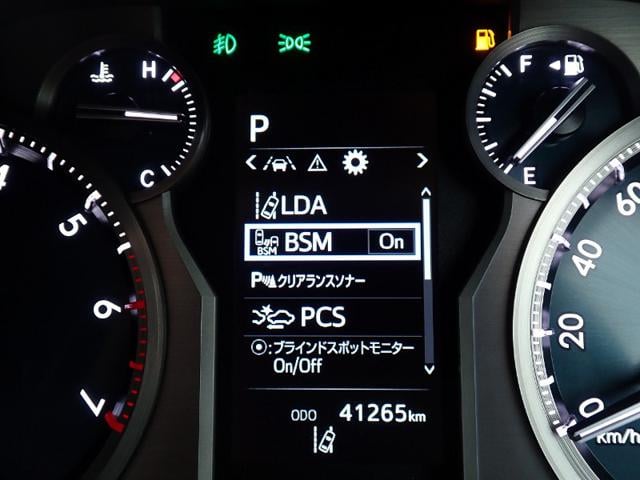 H
C
F
E
4
5
6
7
P
LDA
BSM BSM On
P クリアランスソナー
PCS
⦿:ブラインドスポットモニター
On/Off
ODO 41265km
60
40
20
0
km/h